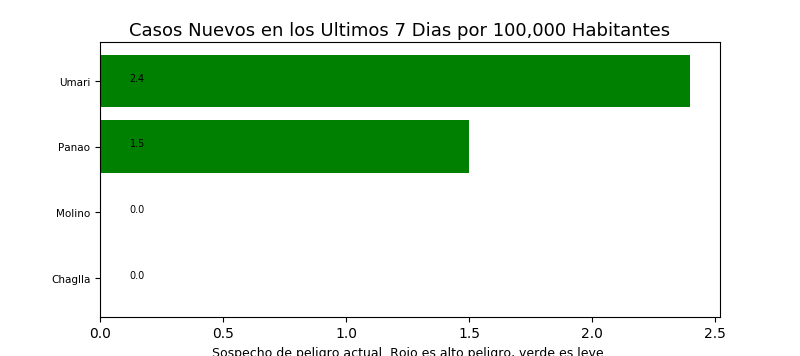 Casos Nuevos en los Ultimos 7 Dias por 100,000 Habitantes
Umari
2.4
Panao
1.5
Molino
0.0
Chaglla
0.0
0.0 0.5 1.0 1.5 2.0 2.5
Sospecho de peligro actual. Rojo es alto peligro, verde es leve